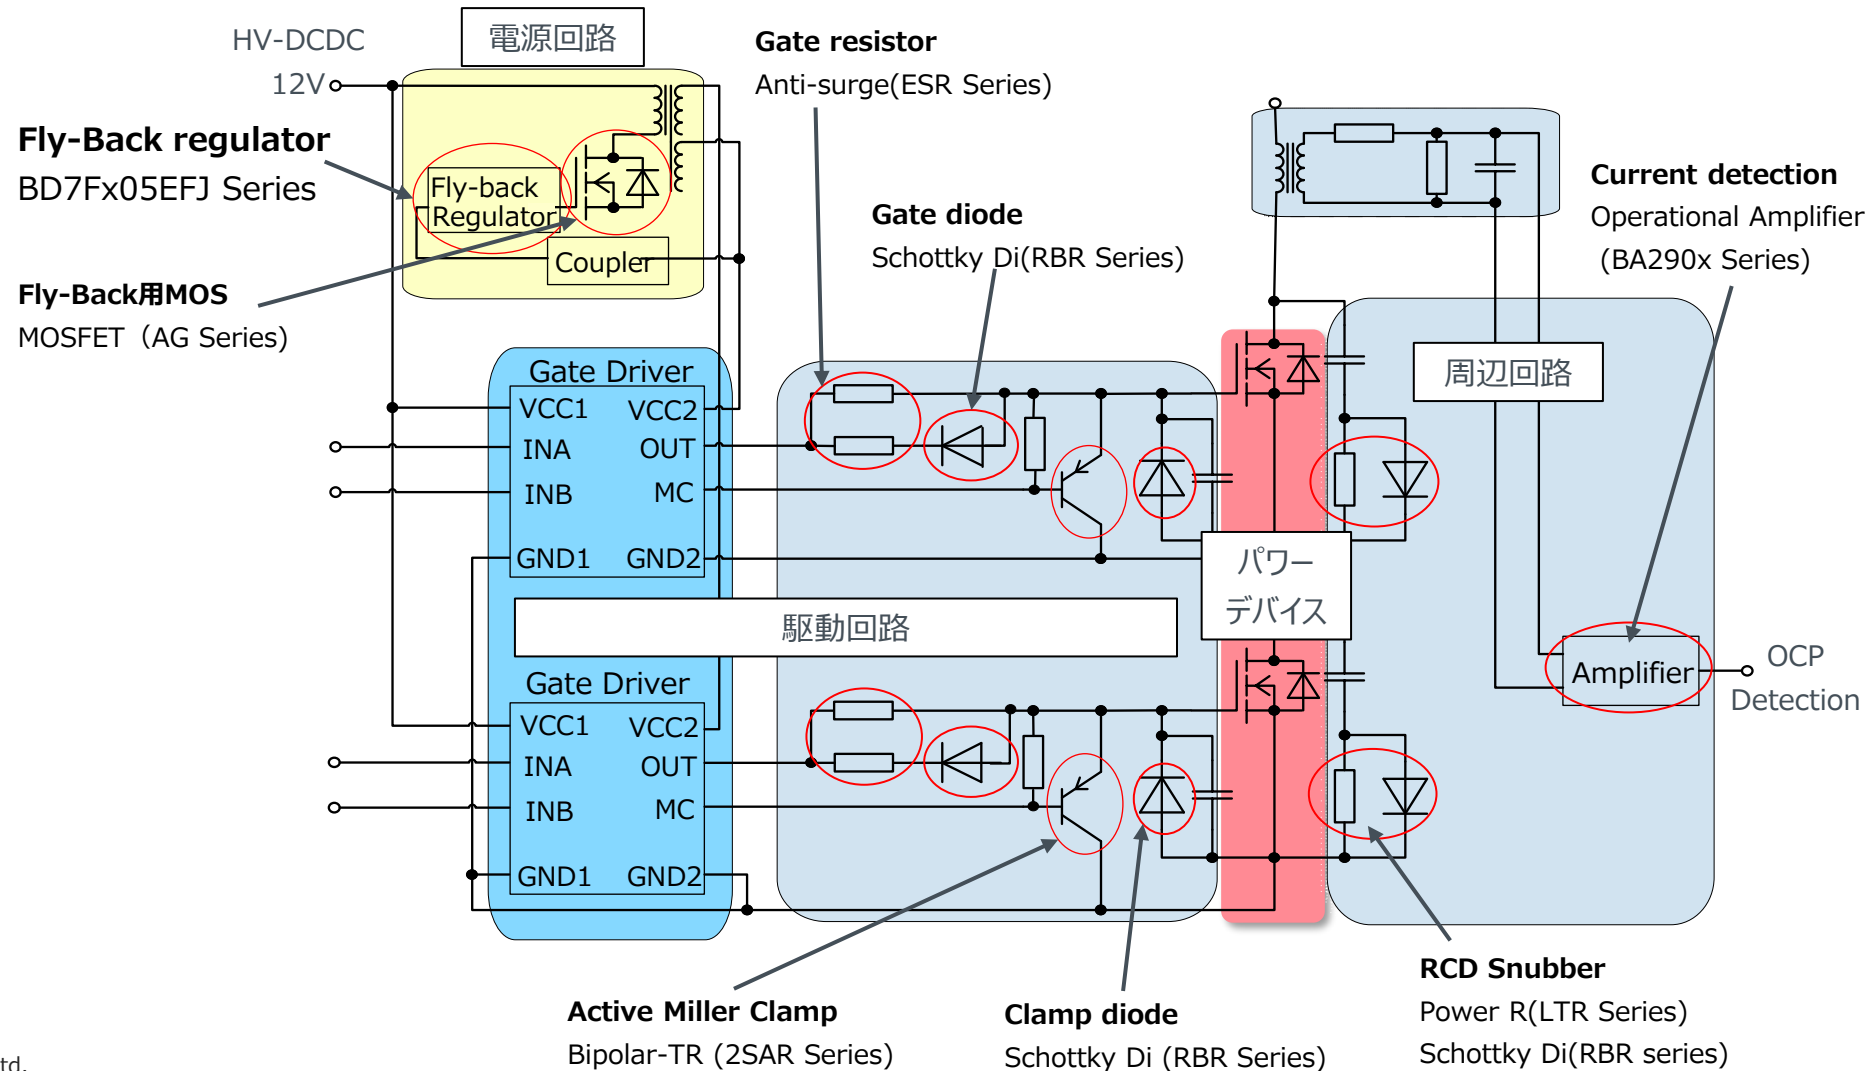 HV-DCDC
12V
電源回路
Gate resistor
Anti-surge(ESR Series)
Fly-Back regulator
BD7Fx05EFJ Series
Fly-back
Regulator
Coupler
Fly-Back用MOS
MOSFET（AG Series)
Gate diode
Schottky Di(RBR Series)
Current detection
Operational Amplifier
(BA290x Series)
Gate Driver
VCC1 VCC2
INA OUT
INB MC
GND1 GND2
周辺回路
パワー
デバイス
駆動回路
Gate Driver
VCC1 VCC2
INA OUT
INB MC
GND1 GND2
Amplifier
OCP
Detection
Active Miller Clamp
Bipolar-TR (2SAR Series)
Clamp diode
Schottky Di (RBR Series)
RCD Snubber
Power R(LTR Series)
Schottky Di(RBR series)
td.